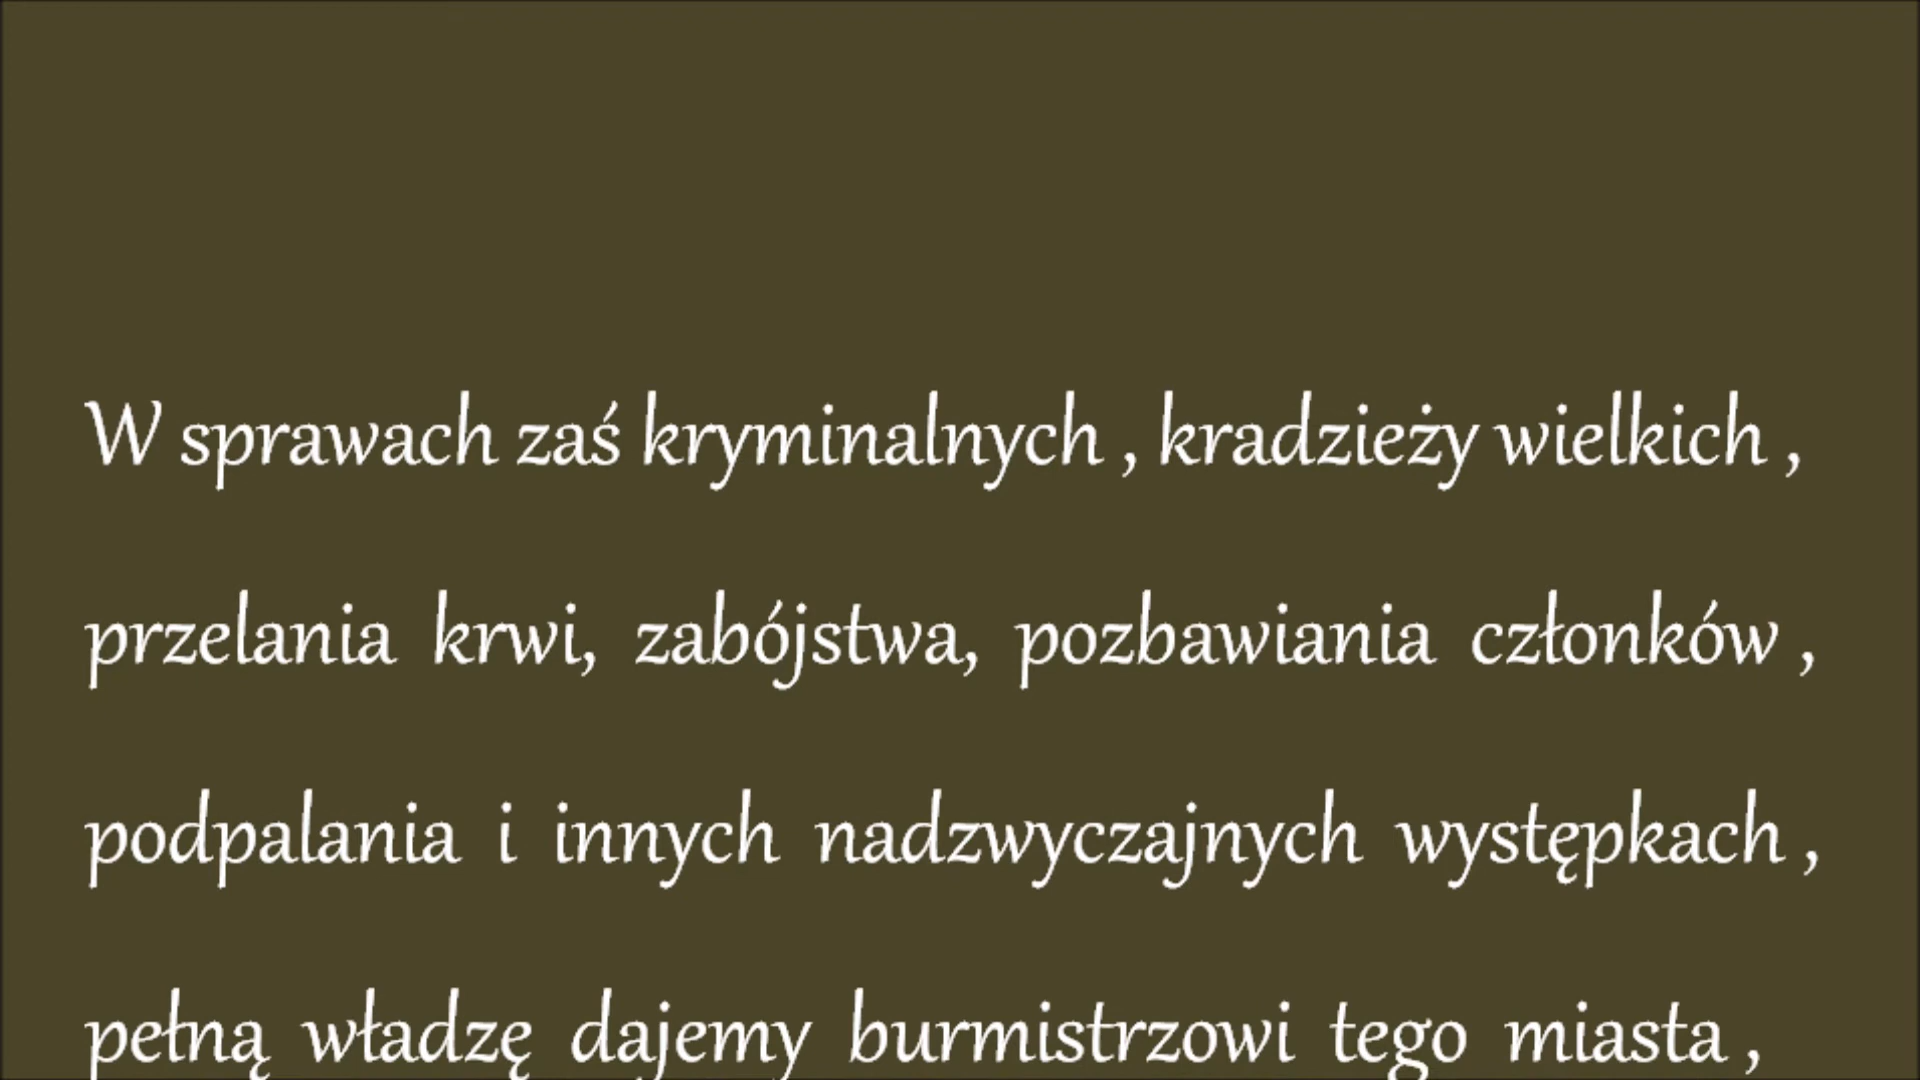 W sprawach zaś kryminalnych , kradzieży wielkich ,
przelania krwi, zabójstwa, pozbawiania członków ,
podpalania i innych nadzwyczajnych występkach ,
pełną władzę dajemy burmistrzowi tego miasta ,